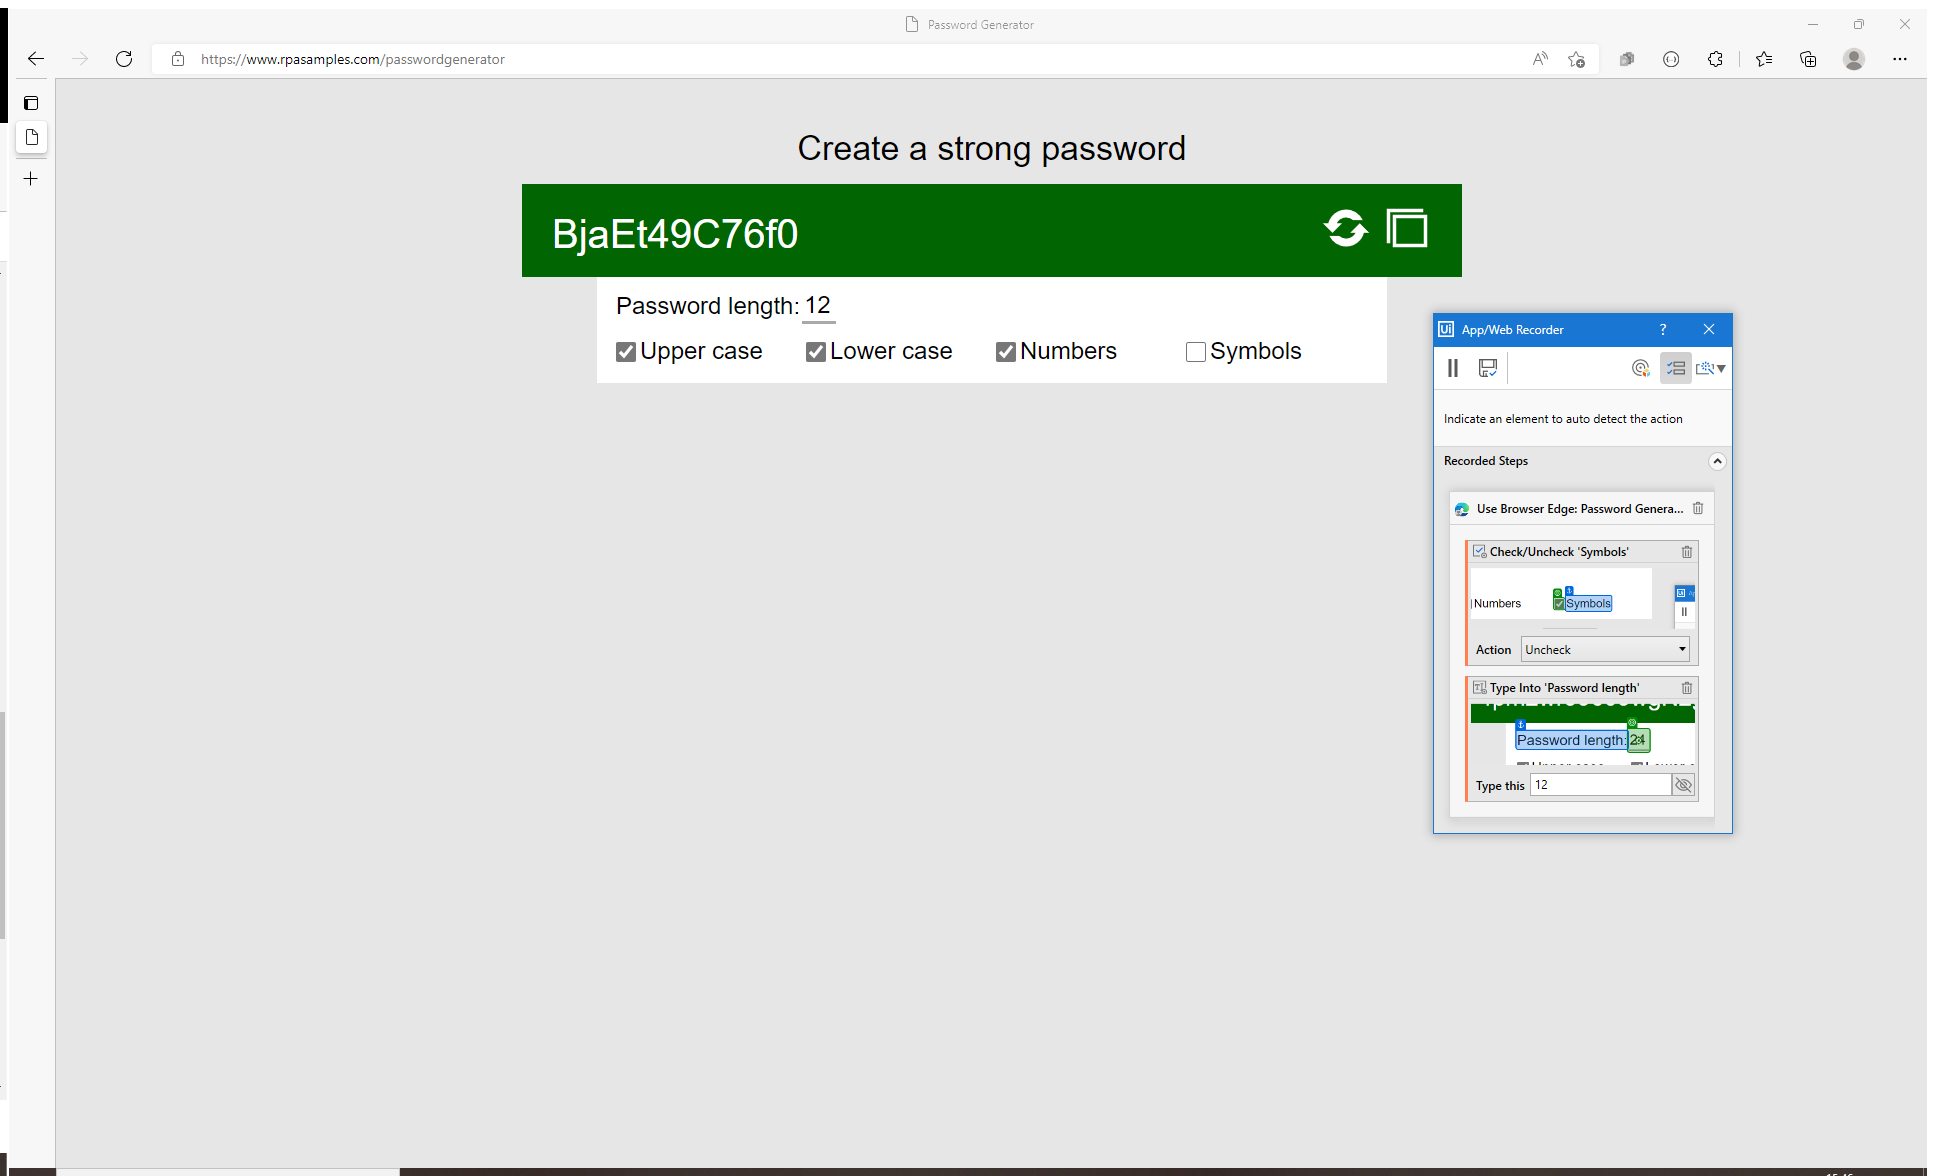 Password Generator
https://www.rpasamples.com/passwordgenerator
Create a strong password
BjaEt49C76f0
Password length: 12
Upper case Lower case Numbers Symbols
Ui App/Web Recorder ?
Indicate an element to auto detect the action
Recorded Steps
Use Browser Edge: Password Genera...
Check/Uncheck 'Symbols'
Numbers Symbols
Action Uncheck
Type Into 'Password length'
Password length: 24
Type this 12